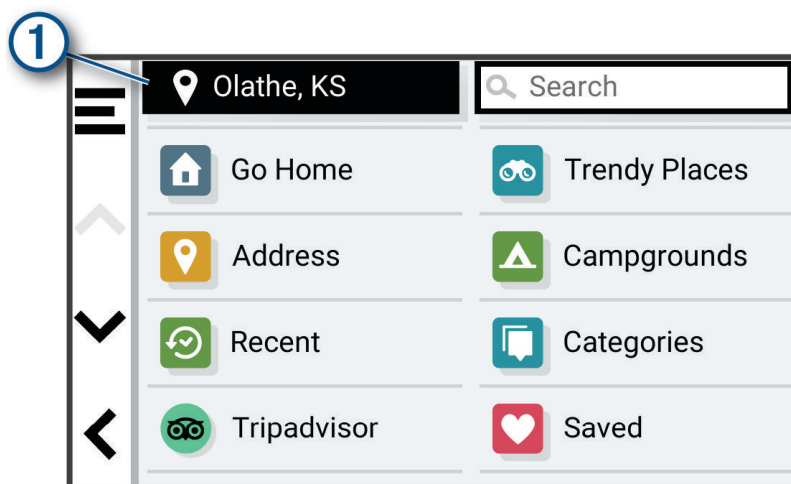 1
Olathe, KS
Search
Go Home
Trendy Places
Address
Campgrounds
Recent
Categories
Tripadvisor
Saved